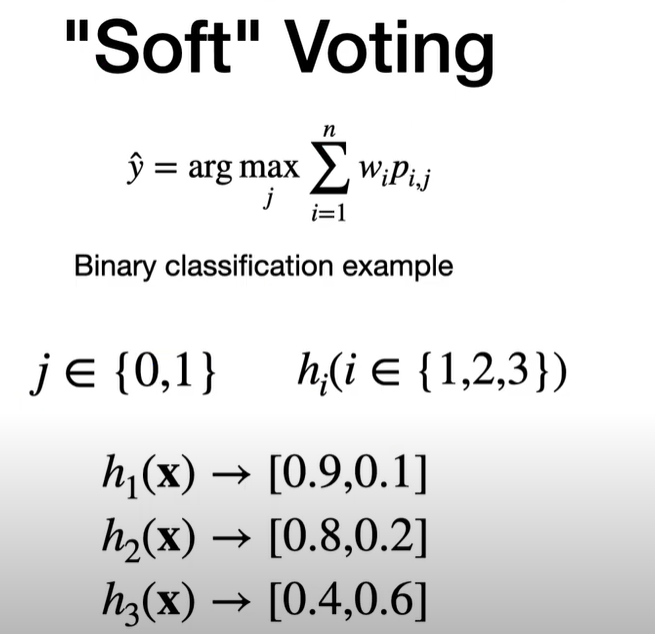 "Soft" Voting
ŷ = arg max_j ∑_{i=1}^{n} w_i p_{i,j}
Binary classification example
j ∈ {0,1} h_i(i ∈ {1,2,3})
h_1(𝐱) → [0.9,0.1]
h_2(𝐱) → [0.8,0.2]
h_3(𝐱) → [0.4,0.6]